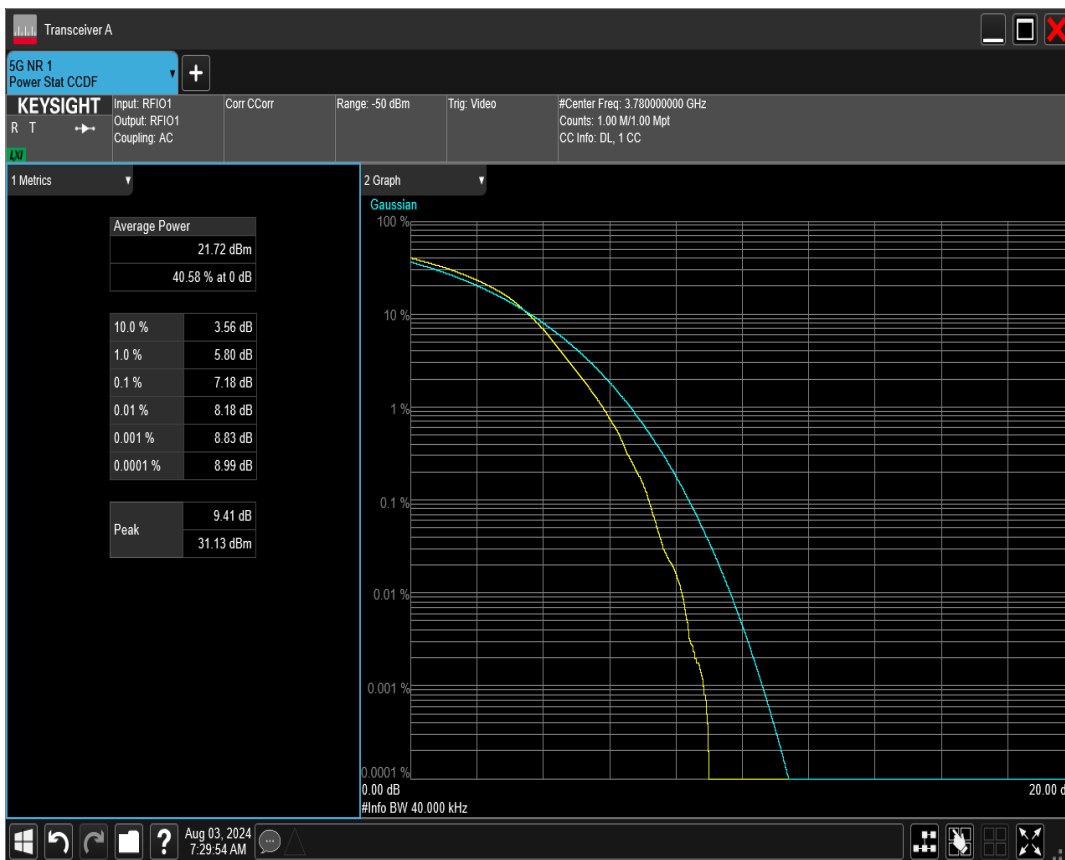 Transceiver A
5G NR 1
Power Stat CCDF
+
KEYSIGHT
R T
LXI
Input: RFIO1
Output: RFIO1
Coupling: AC
Corr CCorr
Range: -50 dBm
Trig: Video
#Center Freq: 3.780000000 GHz
Counts: 1.00 M/1.00 Mpt
CC Info: DL, 1 CC
1 Metrics
Average Power
21.72 dBm
40.58 % at 0 dB
10.0 % 3.56 dB
1.0 % 5.80 dB
0.1 % 7.18 dB
0.01 % 8.18 dB
0.001 % 8.83 dB
0.0001 % 8.99 dB
Peak 9.41 dB
31.13 dBm
2 Graph
Gaussian
100 %
10 %
1 %
0.1 %
0.01 %
0.001 %
0.0001 %
0.00 dB 20.00 d
#Info BW 40.000 kHz
?
Aug 03, 2024
7:29:54 AM